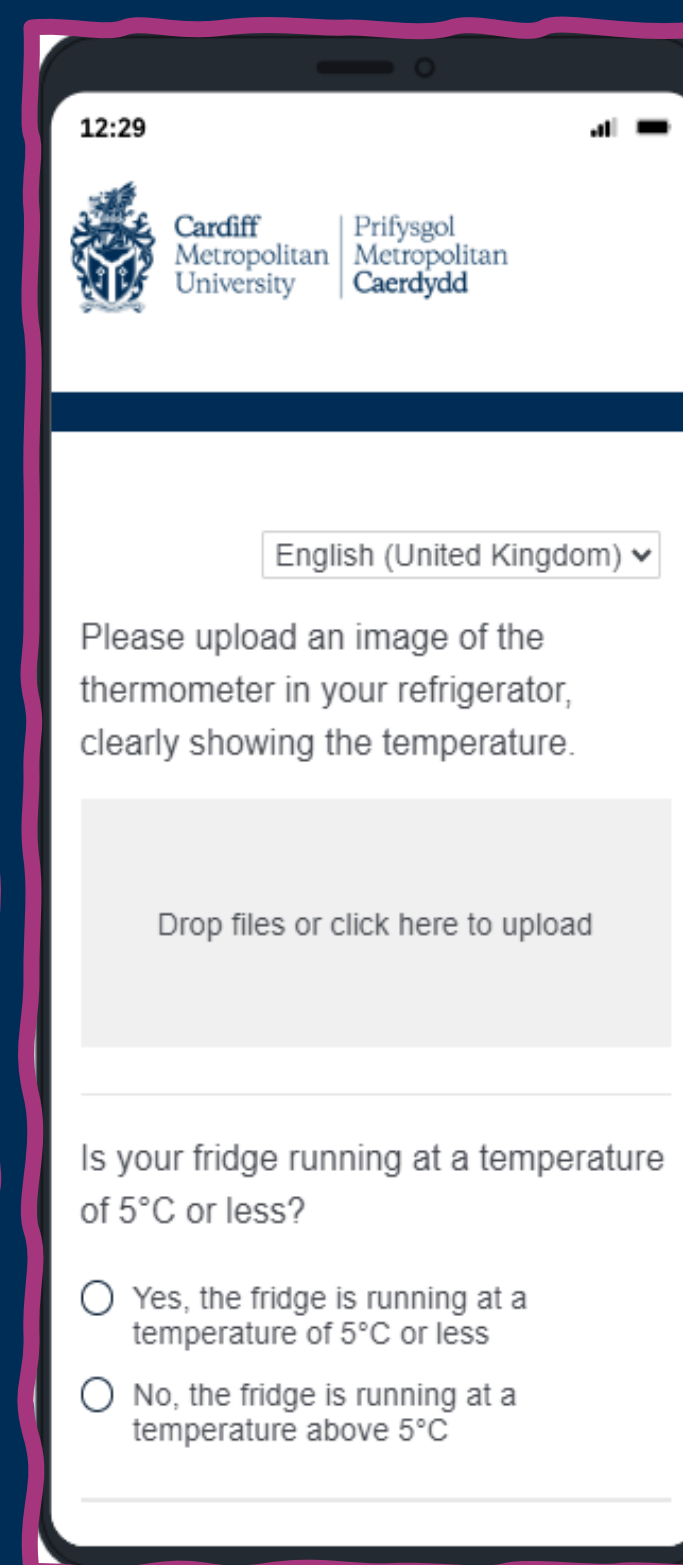 12:29
Cardiff
Metropolitan
University
Prifysgol
Metropolitan
Caerdydd
English (United Kingdom)
Please upload an image of the
thermometer in your refrigerator,
clearly showing the temperature.
Drop files or click here to upload
Is your fridge running at a temperature
of 5°C or less?
Yes, the fridge is running at a
temperature of 5°C or less
No, the fridge is running at a
temperature above 5°C